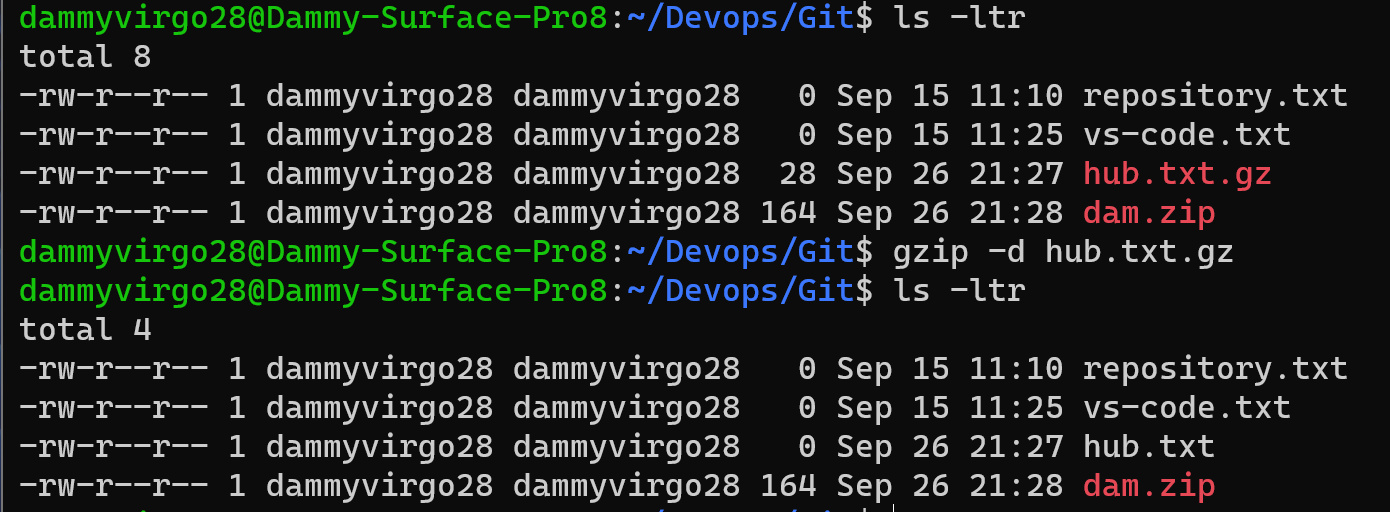 dammyvirgo28@Dammy-Surface-Pro8:~/Devops/Git$ ls -ltr
total 8
-rw-r--r-- 1 dammyvirgo28 dammyvirgo28   0 Sep 15 11:10 repository.txt
-rw-r--r-- 1 dammyvirgo28 dammyvirgo28   0 Sep 15 11:25 vs-code.txt
-rw-r--r-- 1 dammyvirgo28 dammyvirgo28  28 Sep 26 21:27 hub.txt.gz
-rw-r--r-- 1 dammyvirgo28 dammyvirgo28 164 Sep 26 21:28 dam.zip
dammyvirgo28@Dammy-Surface-Pro8:~/Devops/Git$ gzip -d hub.txt.gz
dammyvirgo28@Dammy-Surface-Pro8:~/Devops/Git$ ls -ltr
total 4
-rw-r--r-- 1 dammyvirgo28 dammyvirgo28   0 Sep 15 11:10 repository.txt
-rw-r--r-- 1 dammyvirgo28 dammyvirgo28   0 Sep 15 11:25 vs-code.txt
-rw-r--r-- 1 dammyvirgo28 dammyvirgo28   0 Sep 26 21:27 hub.txt
-rw-r--r-- 1 dammyvirgo28 dammyvirgo28 164 Sep 26 21:28 dam.zip